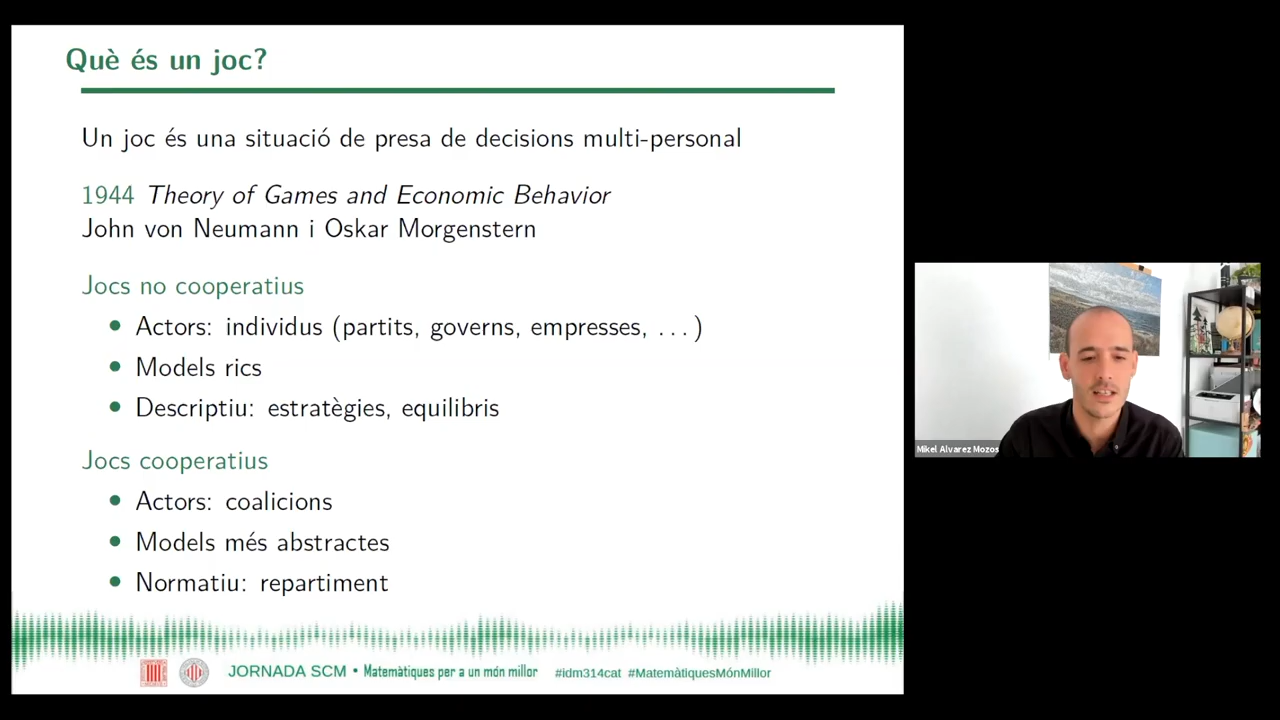 Què és un joc?
Un joc és una situació de presa de decisions multi-personal
1944 Theory of Games and Economic Behavior
John von Neumann i Oskar Morgenstern
Jocs no cooperatius
• Actors: individus (partits, governs, empresses, ...)
• Models rics
• Descriptiu: estratègies, equilibris
Jocs cooperatius
• Actors: coalicions
• Models més abstractes
• Normatiu: repartiment
JORNADA SCM • Matemàtiques per a un món millor #idm314cat #MatemàtiquesMónMillor
Mikel Alvarez Mozos